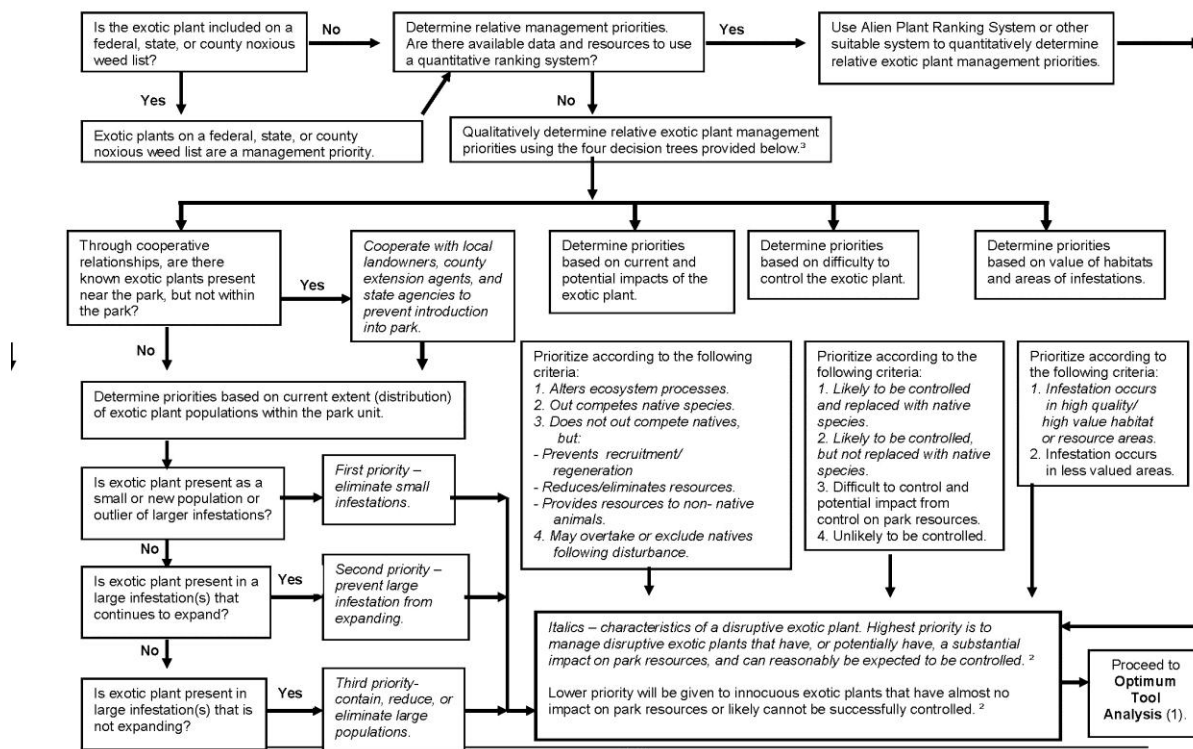 Is the exotic plant included on a
federal, state, or county noxious
weed list?
No
Determine relative management priorities.
Are there available data and resources to use
a quantitative ranking system?
Yes
Use Alien Plant Ranking System or other
suitable system to quantitatively determine
relative exotic plant management priorities.
Yes
No
Exotic plants on a federal, state, or county
noxious weed list are a management priority.
Qualitatively determine relative exotic plant management
priorities using the four decision trees provided below.³
Through cooperative
relationships, are there
known exotic plants present
near the park, but not within
the park?
Yes
Cooperate with local
landowners, county
extension agents, and
state agencies to
prevent introduction
into park.
Determine priorities
based on current and
potential impacts of the
exotic plant.
Determine priorities
based on difficulty to
control the exotic plant.
Determine priorities
based on value of habitats
and areas of infestations.
No
Determine priorities based on current extent (distribution)
of exotic plant populations within the park unit.
Prioritize according to the following
criteria:
1. Alters ecosystem processes.
2. Out competes native species.
3. Does not out compete natives,
but:
- Prevents recruitment/
regeneration
- Reduces/eliminates resources.
- Provides resources to non- native
animals.
4. May overtake or exclude natives
following disturbance.
Prioritize according to the
following criteria:
1. Likely to be controlled
and replaced with native
species.
2. Likely to be controlled,
but not replaced with native
species.
3. Difficult to control and
potential impact from
control on park resources.
4. Unlikely to be controlled.
Prioritize according to
the following criteria:
1. Infestation occurs
in high quality/
high value habitat
or resource areas.
2. Infestation occurs
in less valued areas.
Is exotic plant present as a
small or new population or
outlier of larger infestations?
First priority –
eliminate small
infestations.
No
Is exotic plant present in a
large infestation(s) that
continues to expand?
Yes
Second priority –
prevent large
infestation from
expanding.
No
Is exotic plant present in
large infestation(s) that is
not expanding?
Yes
Third priority-
contain, reduce, or
eliminate large
populations.
Italics – characteristics of a disruptive exotic plant. Highest priority is to
manage disruptive exotic plants that have, or potentially have, a substantial
impact on park resources, and can reasonably be expected to be controlled. ²
Lower priority will be given to innocuous exotic plants that have almost no
impact on park resources or likely cannot be successfully controlled. ²
Proceed to
Optimum
Tool
Analysis (1).